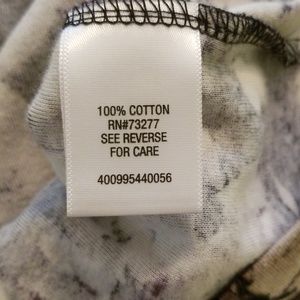 100% COTTON
RN#73277
SEE REVERSE
FOR CARE
400995440056